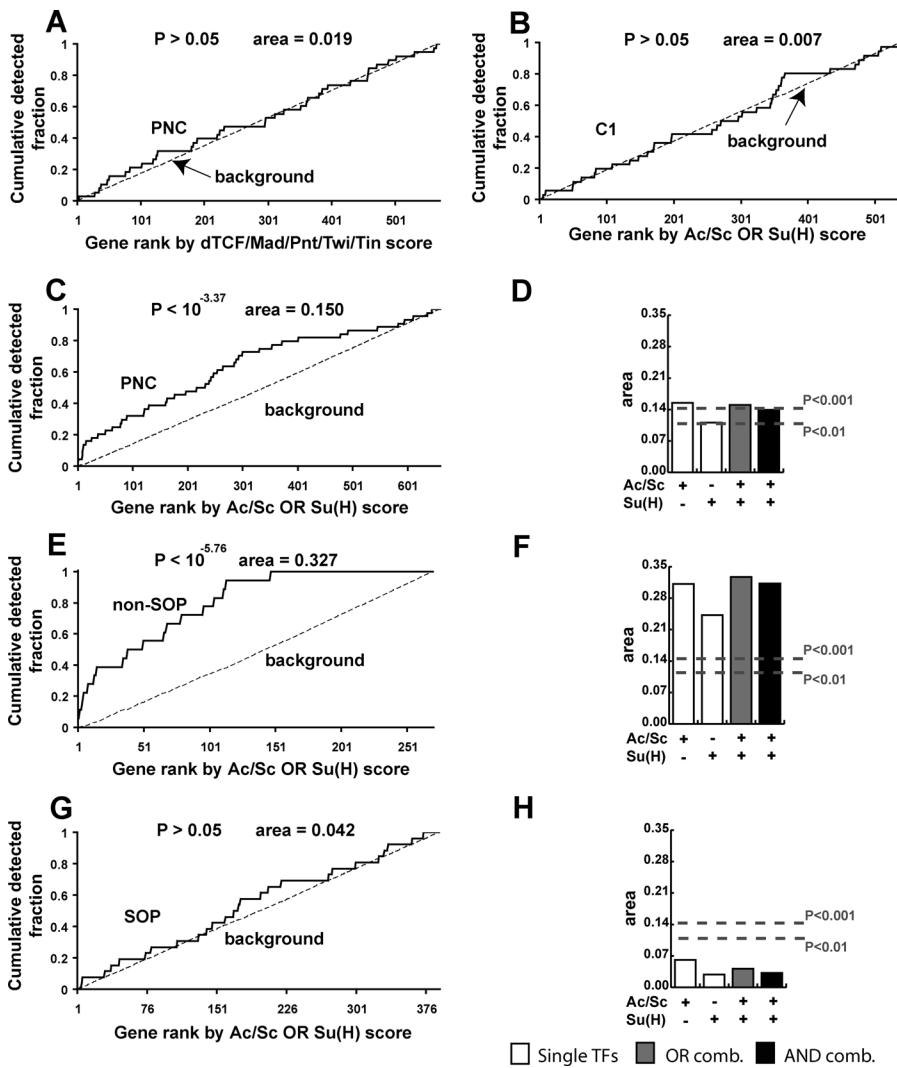 A
P > 0.05 area = 0.019
Cumulative detected
fraction
1
0.8
0.6
0.4
0.2
0
PNC
background
1 101 201 301 401 501
Gene rank by dTCF/Mad/Pnt/Twi/Tin score
B
P > 0.05 area = 0.007
Cumulative detected
fraction
1
0.8
0.6
0.4
0.2
0
C1
background
1 101 201 301 401 501
Gene rank by Ac/Sc OR Su(H) score
C
P < 10^-3.37 area = 0.150
Cumulative detected
fraction
1
0.8
0.6
0.4
0.2
0
PNC
background
1 101 201 301 401 501 601
Gene rank by Ac/Sc OR Su(H) score
D
area
0.35
0.28
0.21
0.14
0.07
0.00
P<0.001
P<0.01
Ac/Sc + - + +
Su(H) - + + +
E
P < 10^-5.76 area = 0.327
Cumulative detected
fraction
1
0.8
0.6
0.4
0.2
0
non-SOP
background
1 51 101 151 201 251
Gene rank by Ac/Sc OR Su(H) score
F
area
0.35
0.28
0.21
0.14
0.07
0.00
P<0.001
P<0.01
Ac/Sc + - + +
Su(H) - + + +
G
P > 0.05 area = 0.042
Cumulative detected
fraction
1
0.8
0.6
0.4
0.2
0
SOP
background
1 76 151 226 301 376
Gene rank by Ac/Sc OR Su(H) score
H
area
0.35
0.28
0.21
0.14
0.07
0.00
P<0.001
P<0.01
Ac/Sc + - + +
Su(H) - + + +
Single TFs OR comb. AND comb.